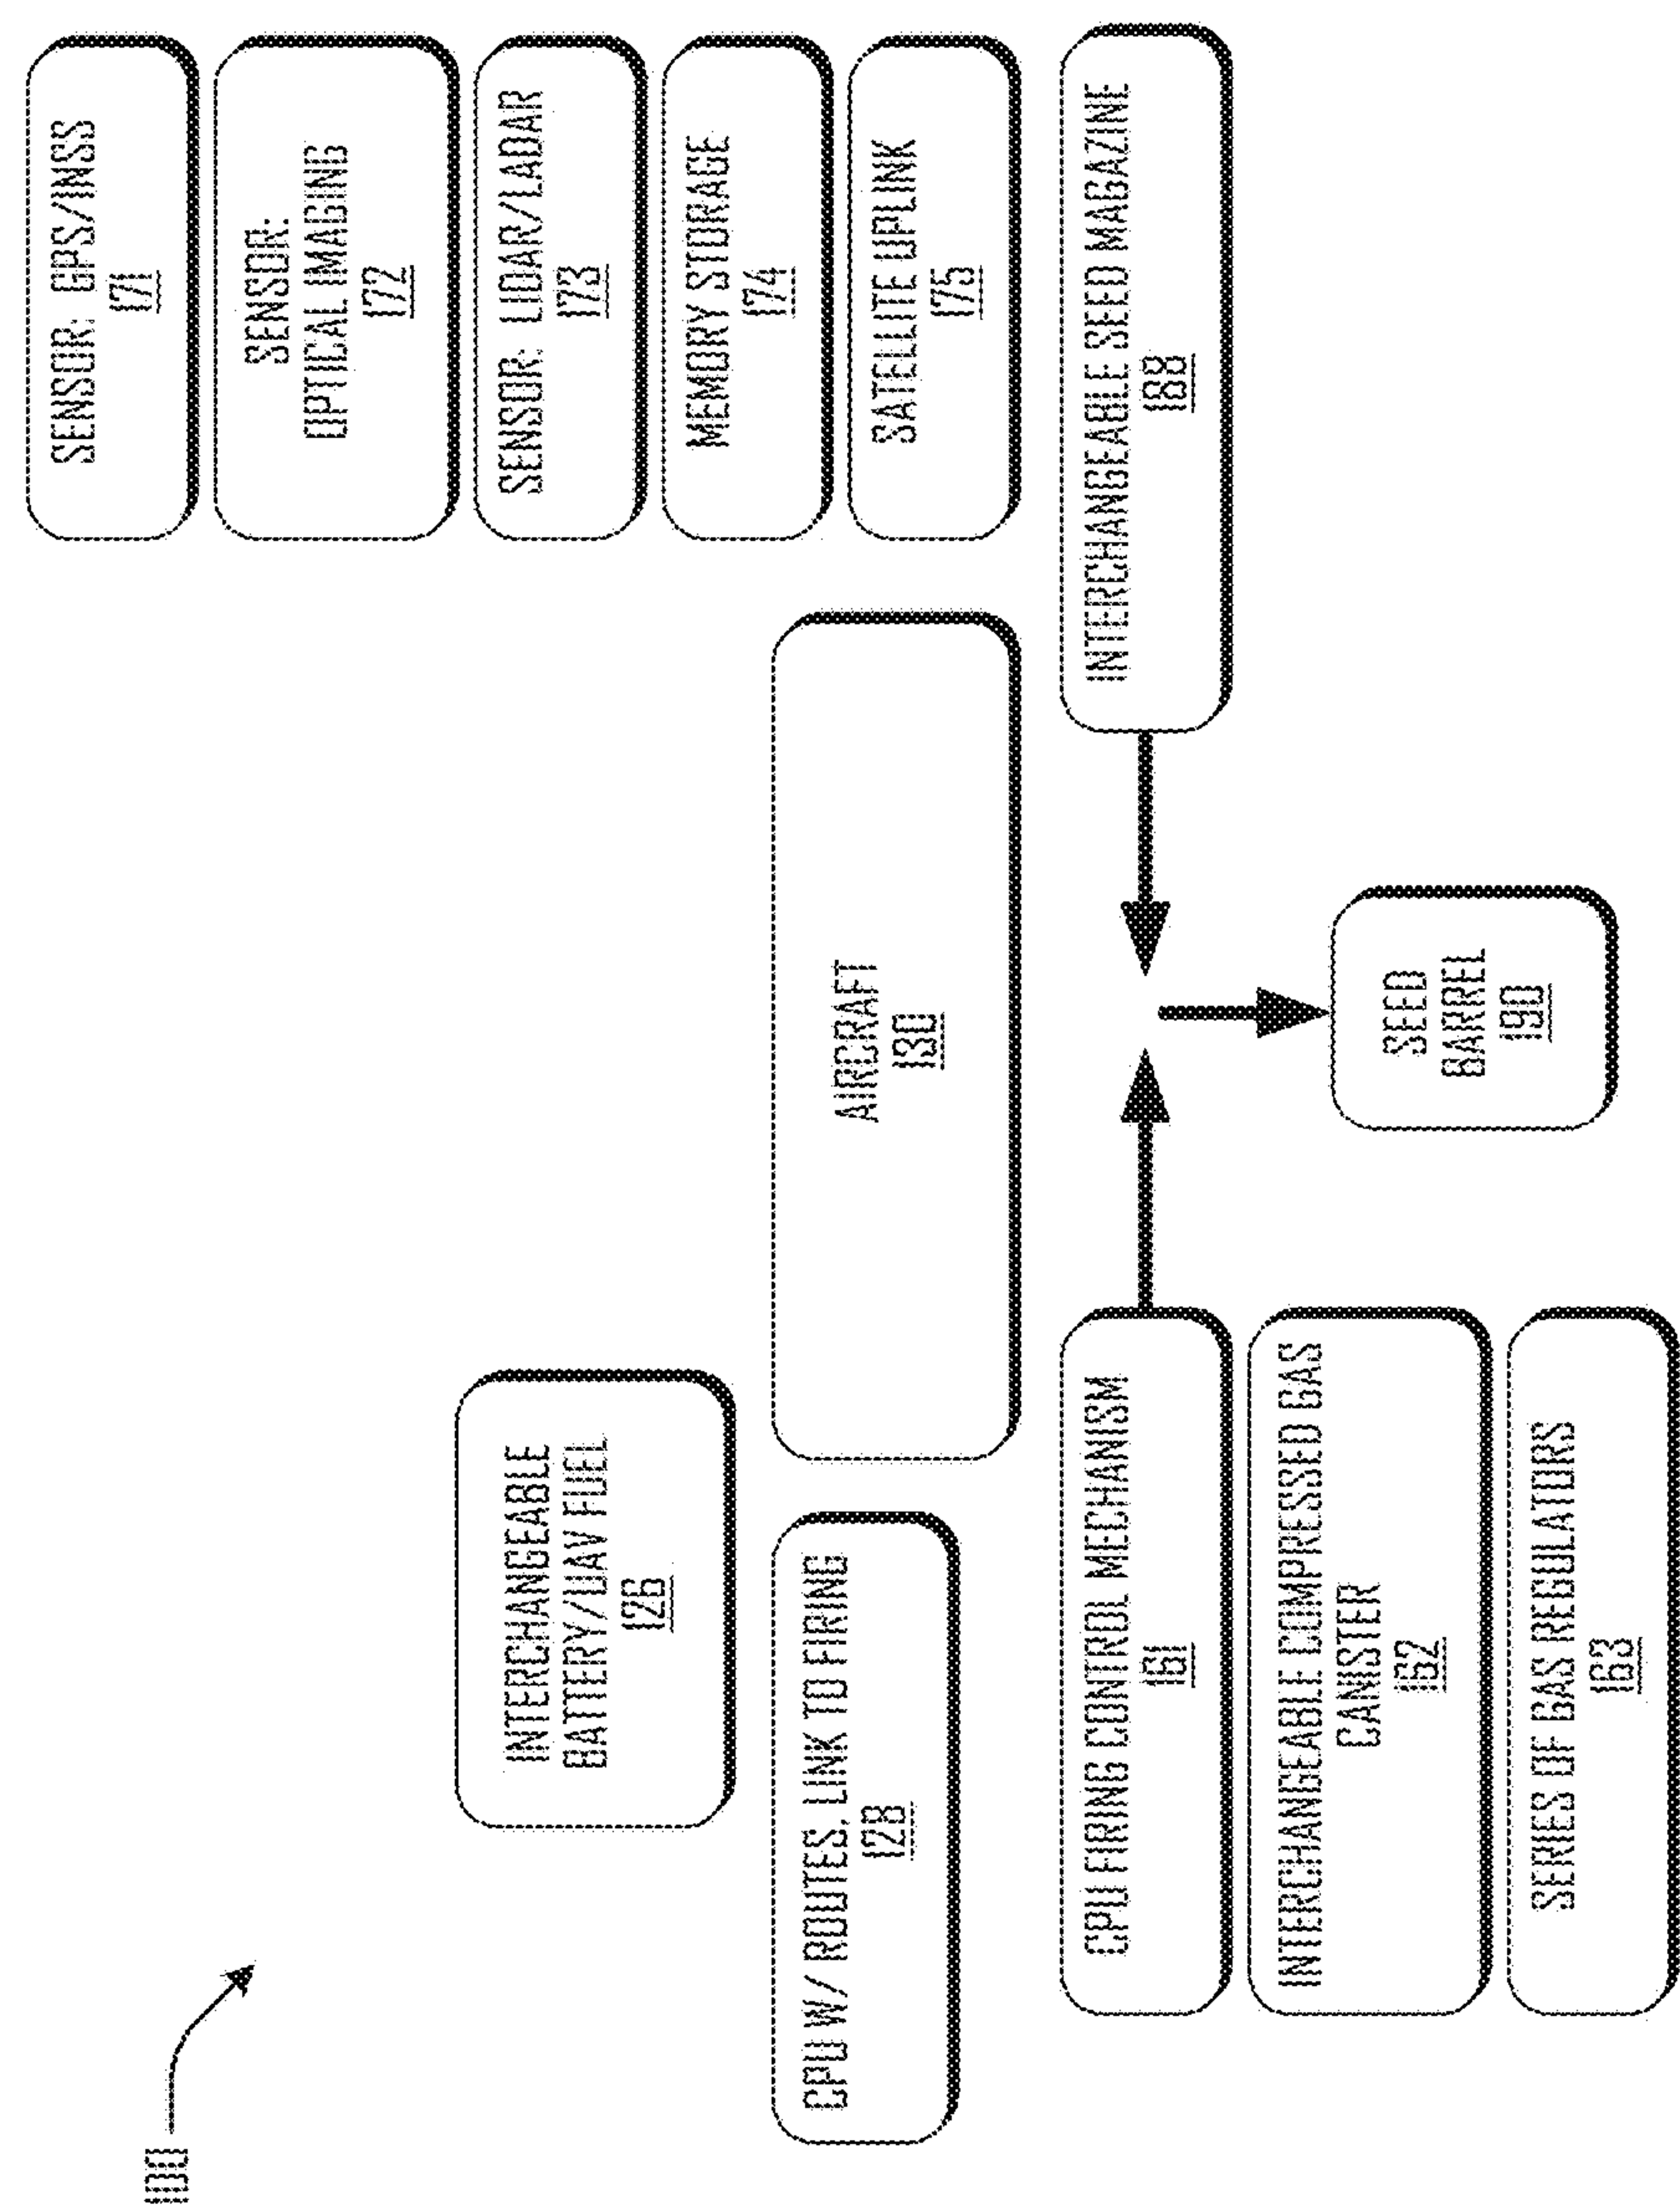 100
SENSOR: GPS/INSS
171
SENSOR:
OPTICAL IMAGING
172
INTERCHANGEABLE
BATTERY/UAV FUEL
126
SENSOR: LIDAR/LADAR
173
MEMORY STORAGE
174
CPU W/ ROUTES, LINK TO FIRING
128
AIRCRAFT
130
SATELLITE UPLINK
175
CPU FIRING CONTROL MECHANISM
161
INTERCHANGEABLE SEED MAGAZINE
188
INTERCHANGEABLE COMPRESSED GAS
CANISTER
162
SEED
BARREL
190
SERIES OF GAS REGULATORS
163